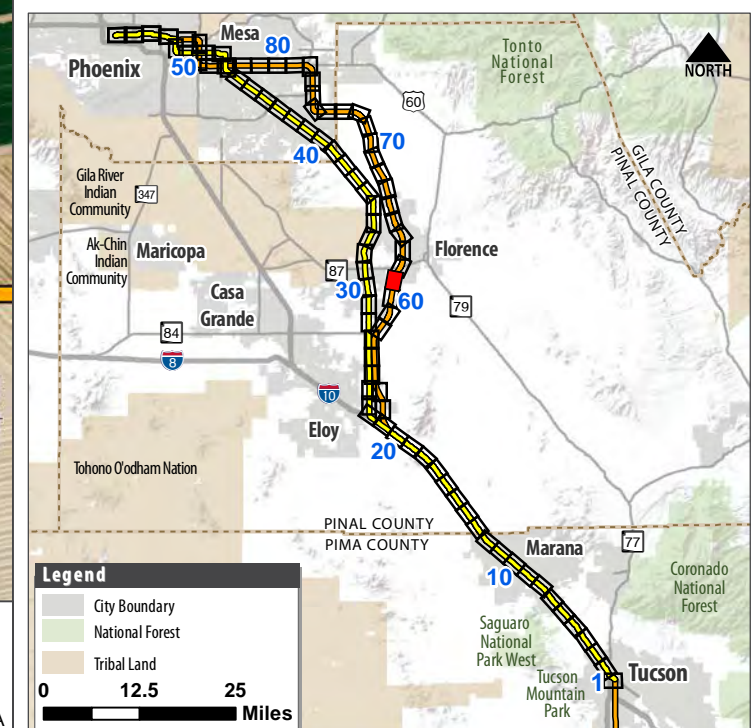 Mesa
80
Phoenix
50
Tonto
National
Forest
NORTH
60
70
40
GILA COUNTY
PINAL COUNTY
Gila River
Indian
Community
347
Ak-Chin
Indian
Community
Maricopa
Florence
87
30
60
Casa
Grande
79
84
8
10
Eloy
20
Tohono O'odham Nation
PINAL COUNTY
PIMA COUNTY
77
Marana
10
Coronado
National
Forest
Saguaro
National
Park West
Tucson
Mountain
Park
1
Tucson
Legend
City Boundary
National Forest
Tribal Land
0 12.5 25
Miles
A